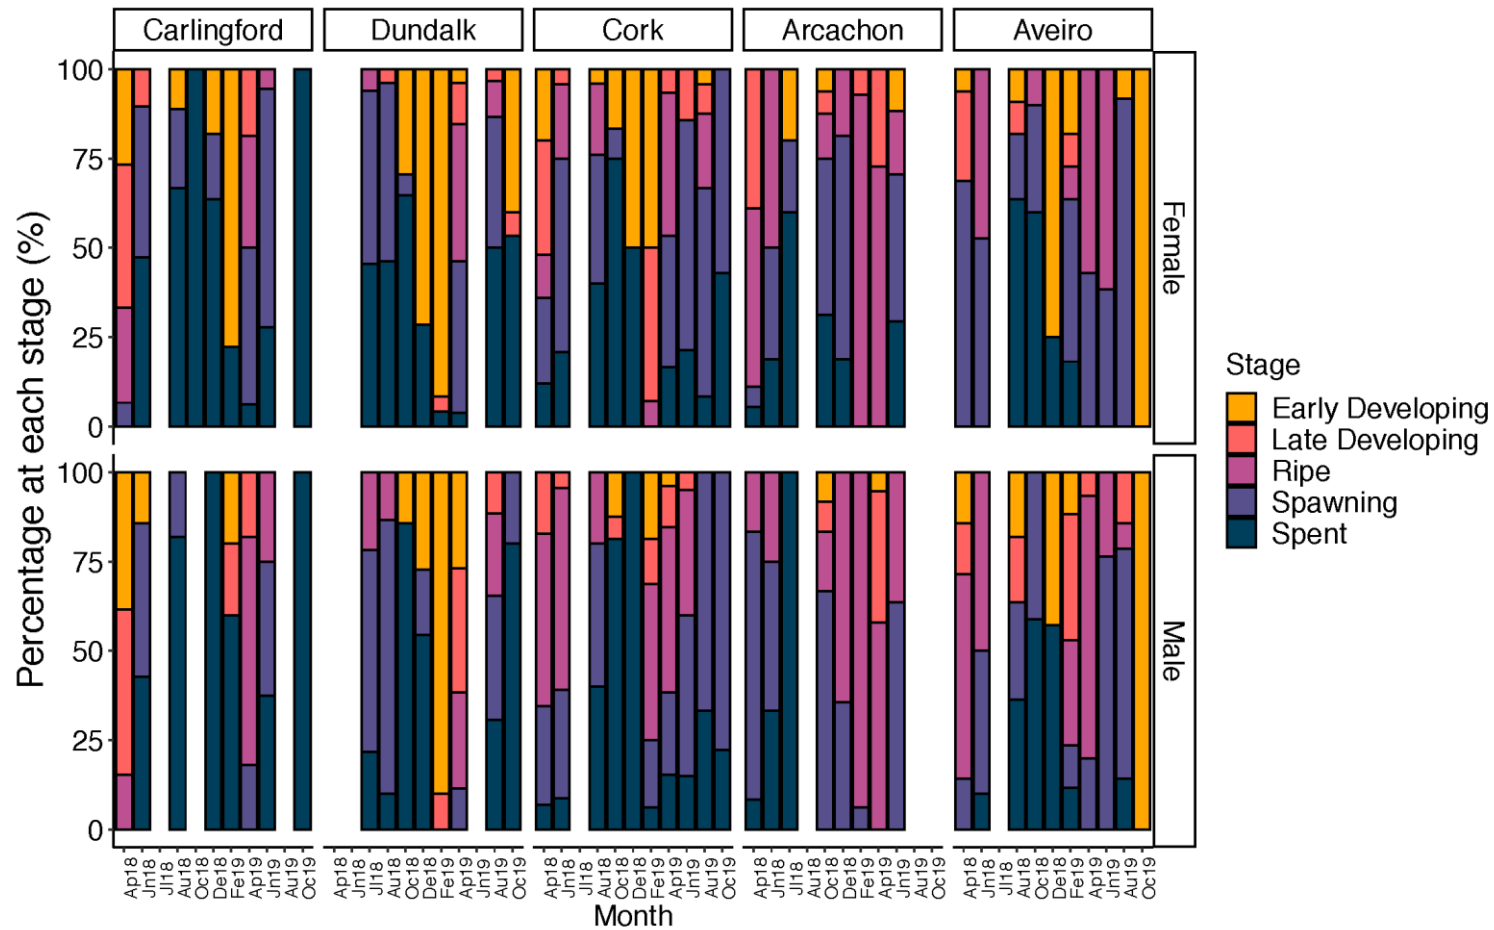 Carlingford Dundalk Cork Arcachon Aveiro
Percentage at each stage (%)
100
75
50
25
0
Female
100
75
50
25
0
Male
Ap18 Jn18 Jl18 Au18 Oc18 De18 Fe19 Ap19 Jn19 Au19 Oc19
Ap18 Jn18 Jl18 Au18 Oc18 De18 Fe19 Ap19 Jn19 Au19 Oc19
Ap18 Jn18 Jl18 Au18 Oc18 De18 Fe19 Ap19 Jn19 Au19 Oc19
Ap18 Jn18 Jl18 Au18 Oc18 De18 Fe19 Ap19 Jn19 Au19 Oc19
Ap18 Jn18 Jl18 Au18 Oc18 De18 Fe19 Ap19 Jn19 Au19 Oc19
Month
Stage
Early Developing
Late Developing
Ripe
Spawning
Spent